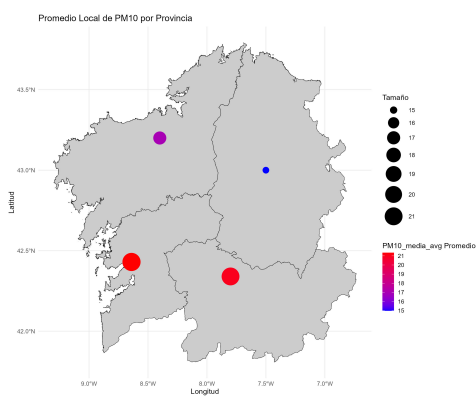 Promedio Local de PM10 por Provincia
43.5°N
43.0°N
42.5°N
42.0°N
Latitud
9.0°W 8.5°W 8.0°W 7.5°W 7.0°W
Longitud
Tamaño
15
16
17
18
19
20
21
PM10_media_avg Promedio
21
20
19
18
17
16
15